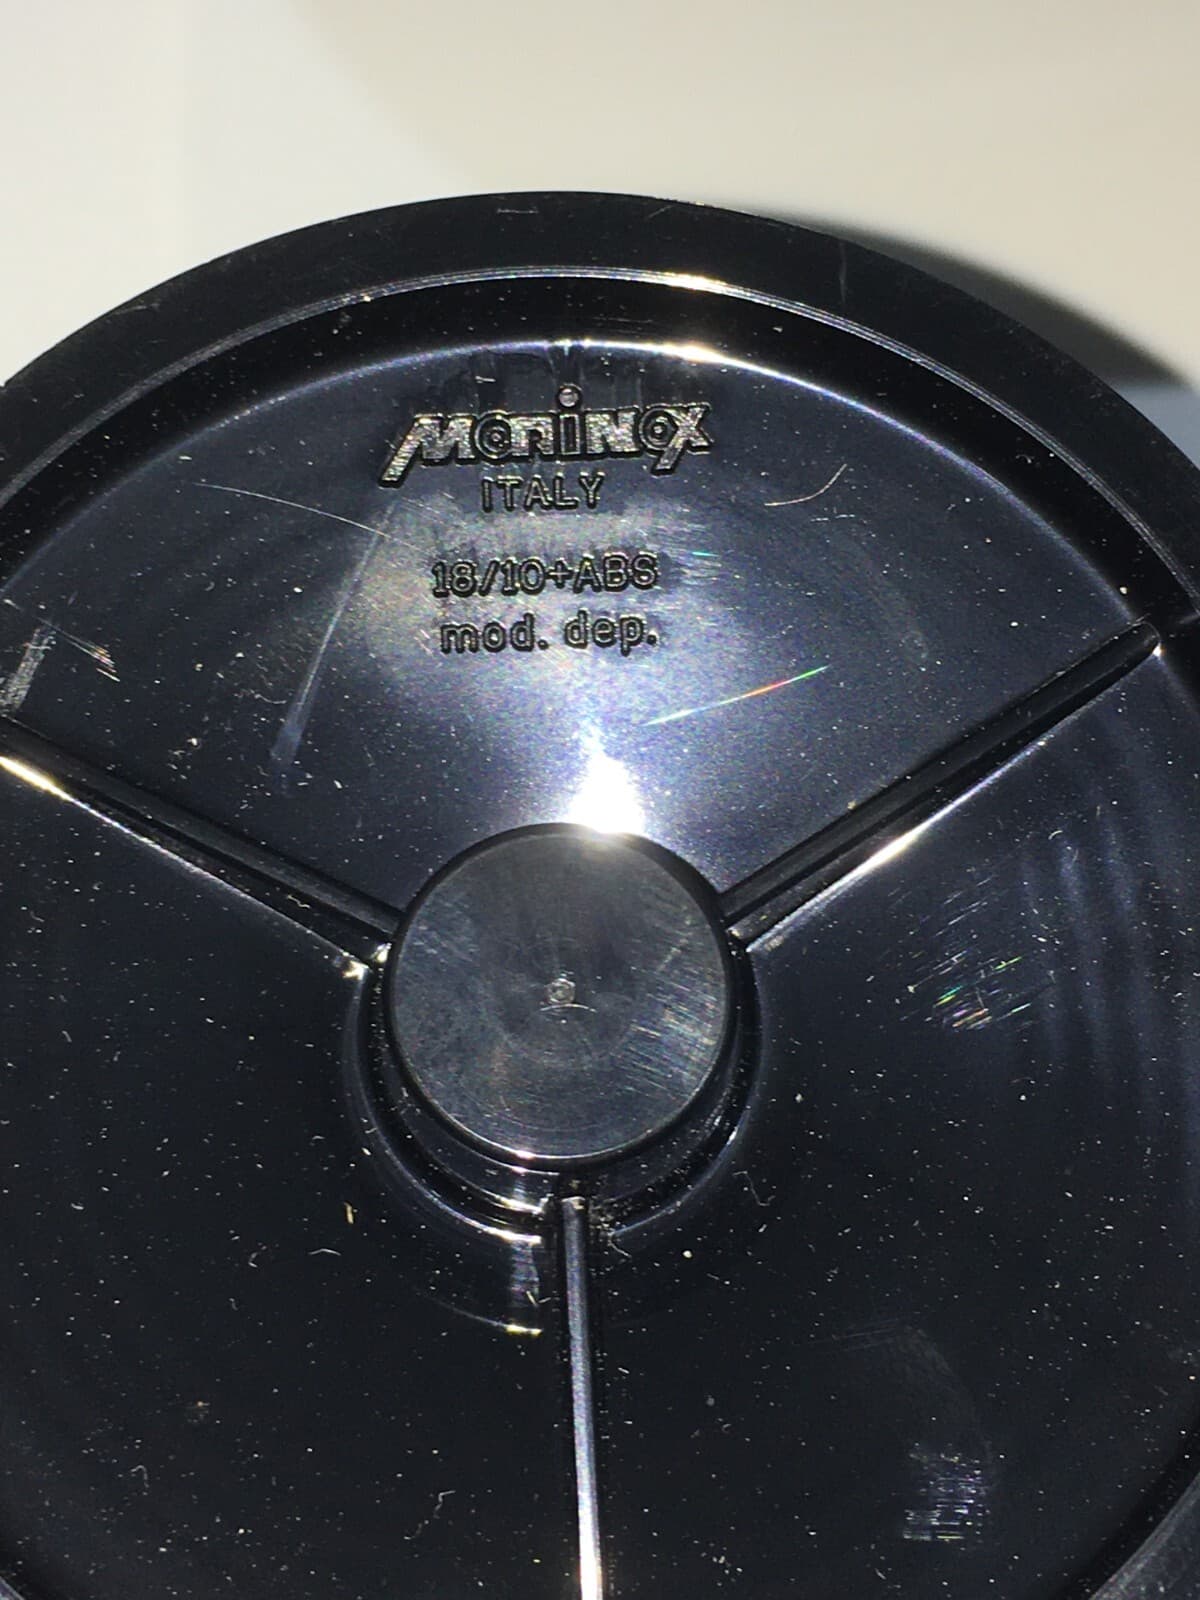 Morinox
ITALY
18/10+ABS
mod. dep.